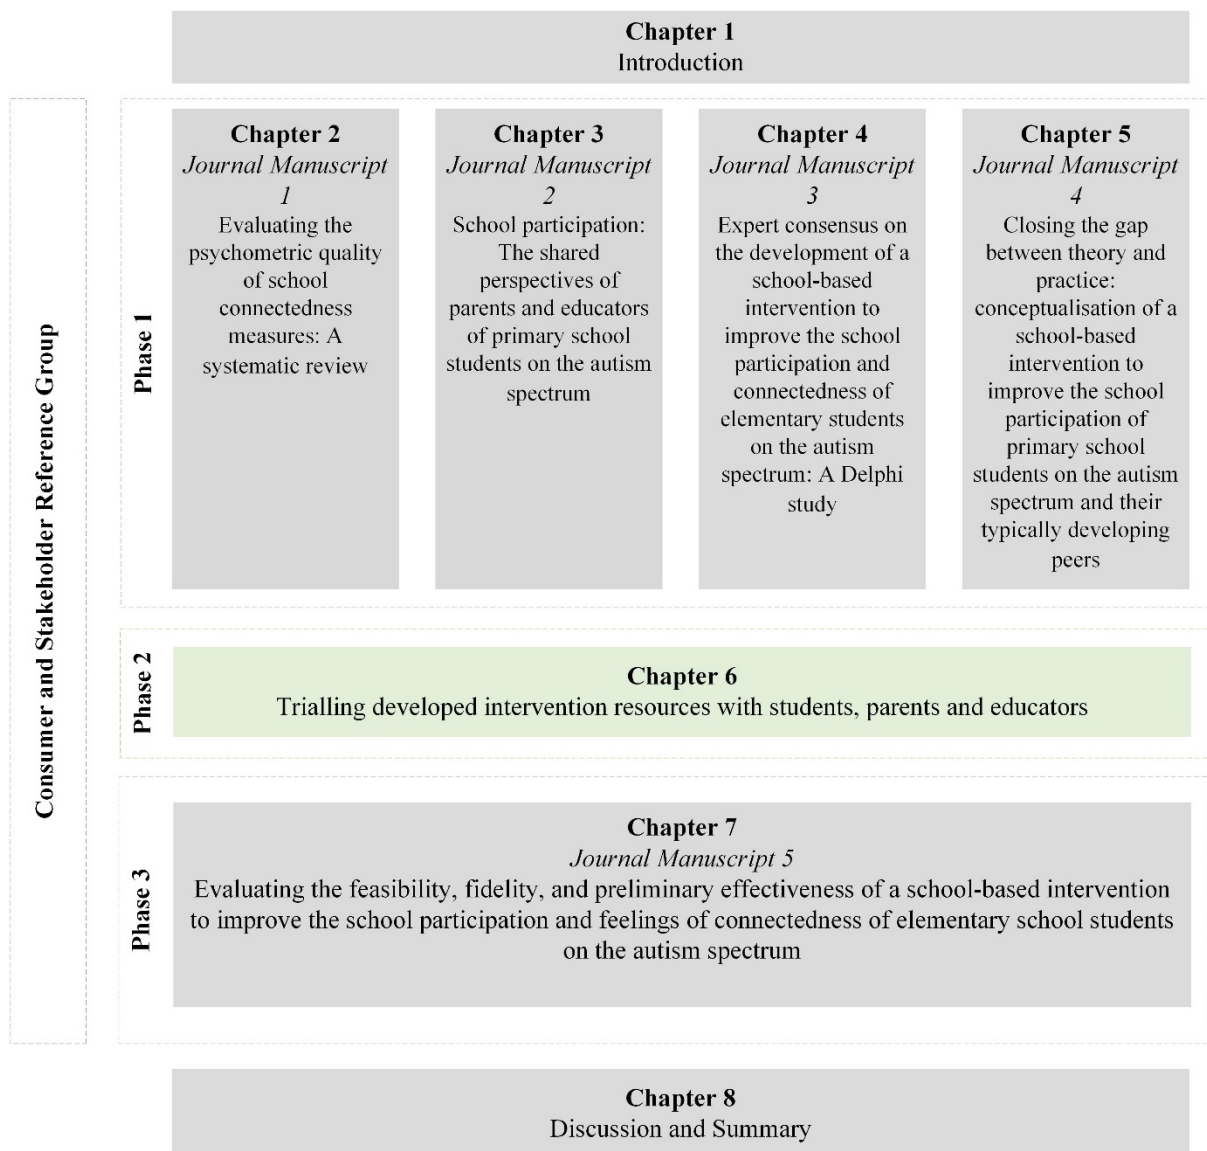 Chapter 1
Introduction
Consumer and Stakeholder Reference Group
Phase 1
Chapter 2
Journal Manuscript
1
Evaluating the
psychometric quality
of school
connectedness
measures: A
systematic review
Chapter 3
Journal Manuscript
2
School participation:
The shared
perspectives of
parents and educators
of primary school
students on the autism
spectrum
Chapter 4
Journal Manuscript
3
Expert consensus on
the development of a
school-based
intervention to
improve the school
participation and
connectedness of
elementary students
on the autism
spectrum: A Delphi
study
Chapter 5
Journal Manuscript
4
Closing the gap
between theory and
practice:
conceptualisation of a
school-based
intervention to
improve the school
participation of
primary school
students on the autism
spectrum and their
typically developing
peers
Phase 2
Chapter 6
Trialling developed intervention resources with students, parents and educators
Phase 3
Chapter 7
Journal Manuscript 5
Evaluating the feasibility, fidelity, and preliminary effectiveness of a school-based intervention
to improve the school participation and feelings of connectedness of elementary school students
on the autism spectrum
Chapter 8
Discussion and Summary